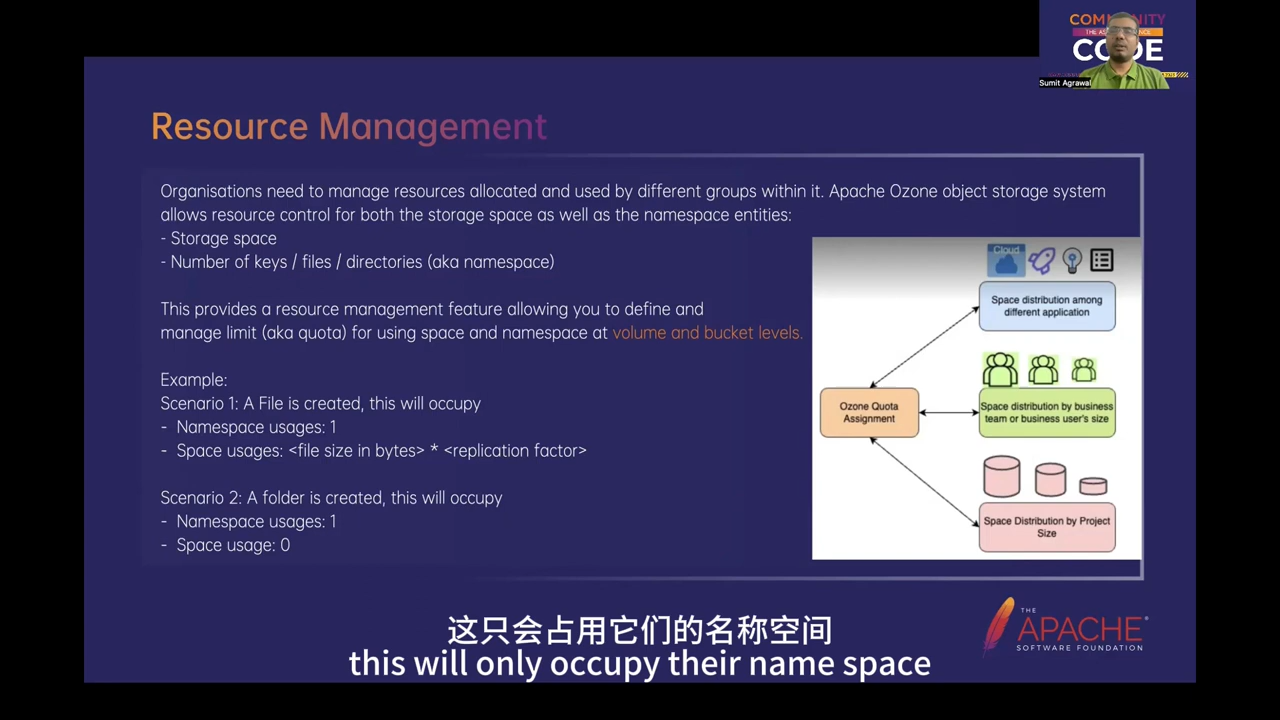 COMMUNITY
CODE
Sumit Agrawal
Resource Management
Organisations need to manage resources allocated and used by different groups within it. Apache Ozone object storage system
allows resource control for both the storage space as well as the namespace entities:
- Storage space
- Number of keys / files / directories (aka namespace)
This provides a resource management feature allowing you to define and
manage limit (aka quota) for using space and namespace at volume and bucket levels.
Example:
Scenario 1: A File is created, this will occupy
- Namespace usages: 1
- Space usages: <file size in bytes> * <replication factor>
Scenario 2: A folder is created, this will occupy
- Namespace usages: 1
- Space usage: 0
Cloud
Space distribution among
different application
Ozone Quota
Assignment
Space distribution by business
team or business user's size
Space Distribution by Project
Size
THE
APACHE
SOFTWARE FOUNDATION
这只会占用它们的名称空间
this will only occupy their name space